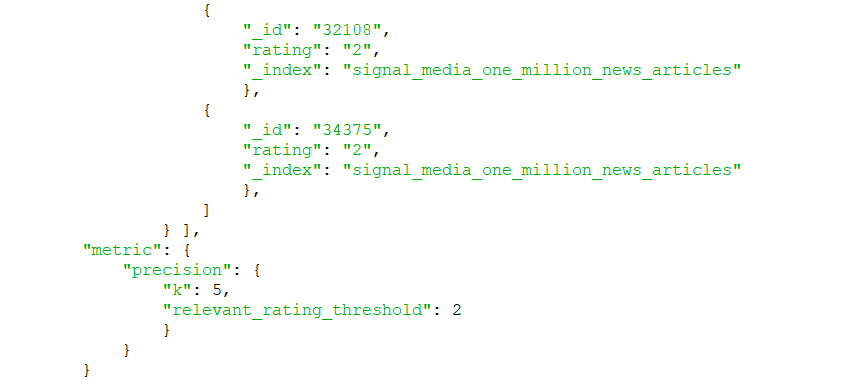 {
"_id": "32108",
"rating": "2",
"_index": "signal_media_one_million_news_articles"
},
{
"_id": "34375",
"rating": "2",
"_index": "signal_media_one_million_news_articles"
},
]
} ],
"metric": {
"precision": {
"k": 5,
"relevant_rating_threshold": 2
}
}
}